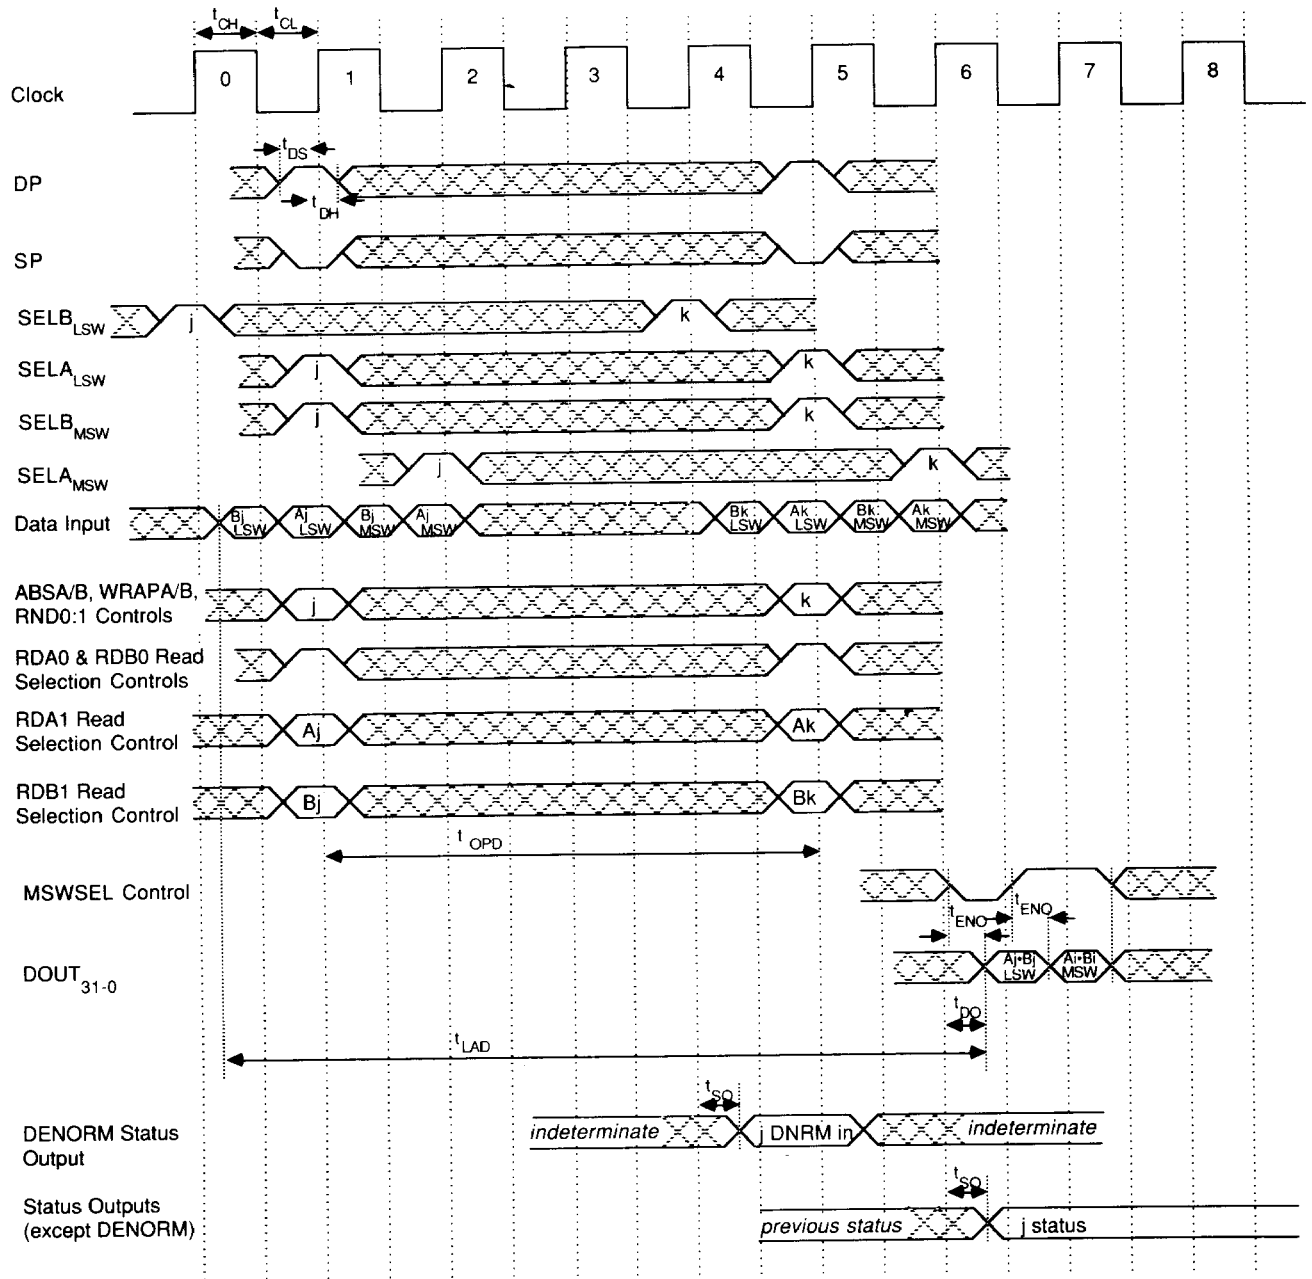 tCH tCL
Clock 0 1 2 3 4 5 6 7 8
tDS
DP
tDH
SP
SELBLSW j k
SELALSW j k
SELBMSW j k
SELAMSW j k
Data Input Bj LSW Aj LSW Bj MSW Aj MSW Bk LSW Ak LSW Bk MSW Ak MSW
ABSA/B, WRAPA/B,
RND0:1 Controls j k
RDA0 & RDB0 Read
Selection Controls
RDA1 Read
Selection Control Aj Ak
RDB1 Read
Selection Control Bj Bk
tOPD
MSWSEL Control
tENO tENO
DOUT31-0 Aj•Bj LSW Aj•Bj MSW
tDO
tLAD
tSO
DENORM Status
Output
indeterminate j DNRM in indeterminate
tSO
Status Outputs
(except DENORM)
previous status j status